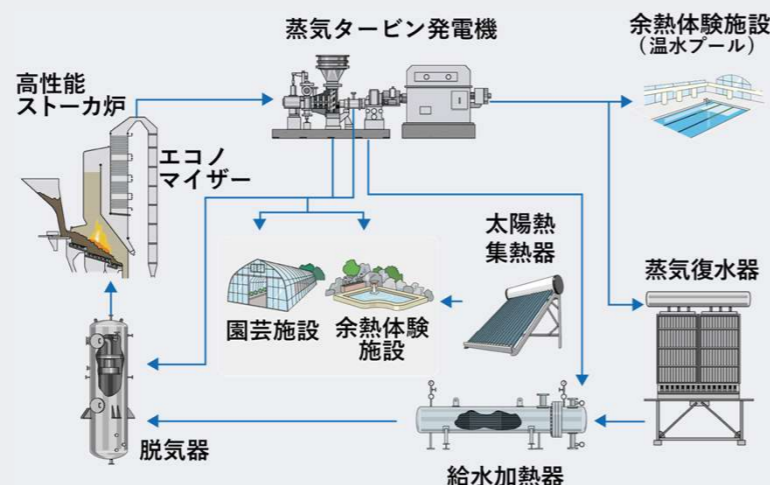 蒸気タービン発電機
余熱体験施設
（温水プール）
高性能
ストーカ炉
エコノ
マイザー
太陽熱
集熱器
蒸気復水器
園芸施設
余熱体験
施設
脱気器
給水加熱器